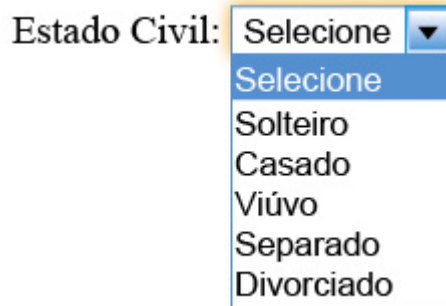 Estado Civil: Selecione
Selecione
Solteiro
Casado
Viúvo
Separado
Divorciado